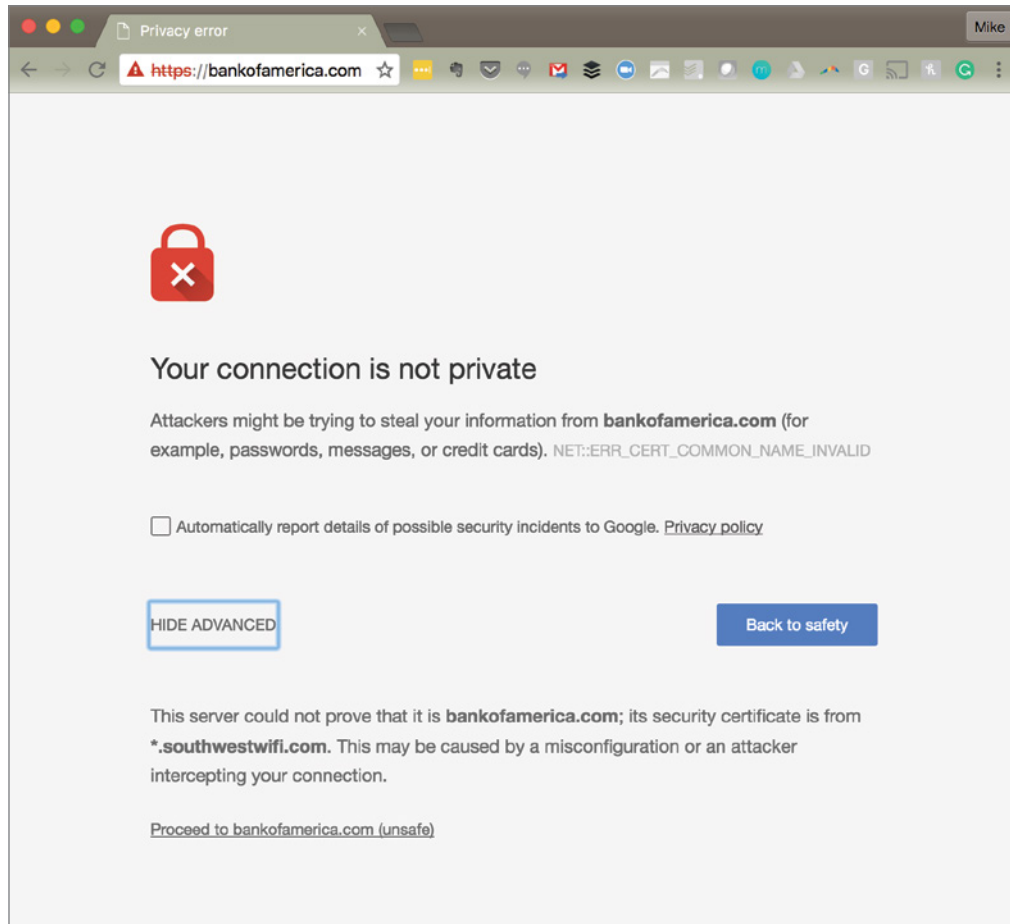 Privacy error
Mike
https://bankofamerica.com
Your connection is not private
Attackers might be trying to steal your information from bankofamerica.com (for
example, passwords, messages, or credit cards). NET::ERR_CERT_COMMON_NAME_INVALID
Automatically report details of possible security incidents to Google. Privacy policy
HIDE ADVANCED
Back to safety
This server could not prove that it is bankofamerica.com; its security certificate is from
*.southwestwifi.com. This may be caused by a misconfiguration or an attacker
intercepting your connection.
Proceed to bankofamerica.com (unsafe)